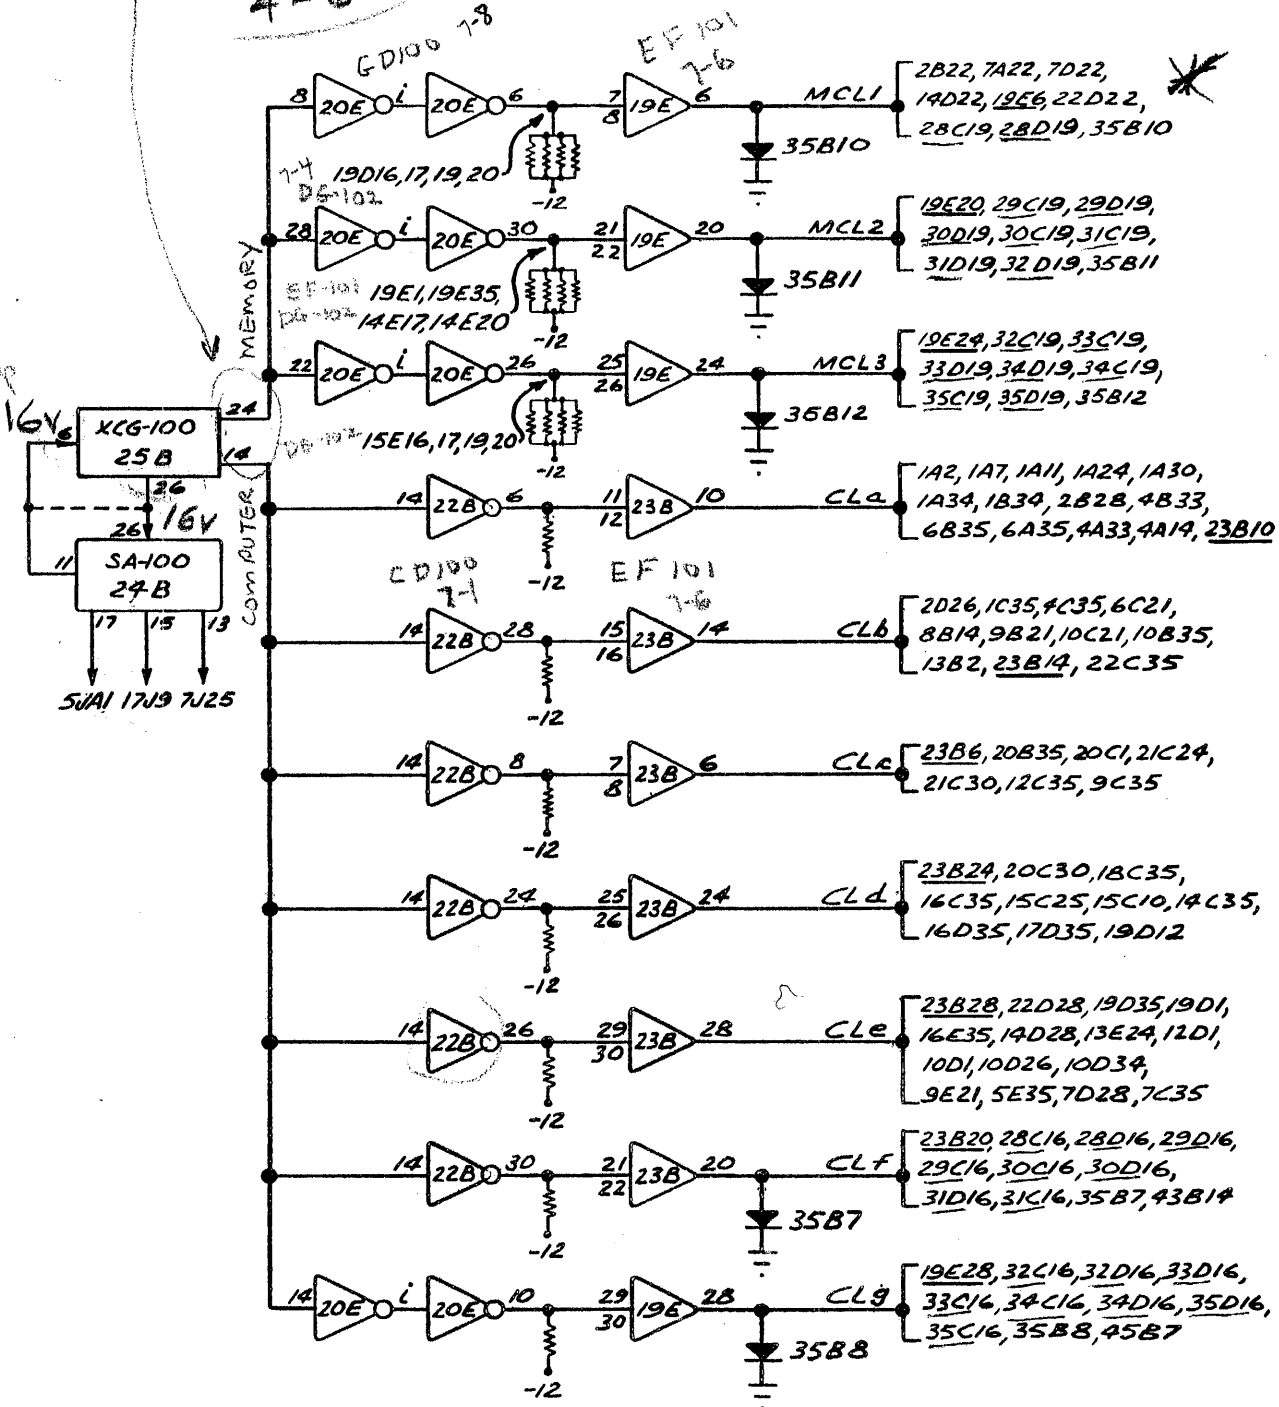 GD100 7-8
EF101
7-6
8 20E i 20E 6 7 8 19E 6 MCL1 2B22, 7A22, 7D22,
14D22, 19E6, 22D22,
28C19, 28D19, 35B10
35B10
19D16, 17, 19, 20
-12
7-4
DG-102
28 20E i 20E 30 21 22 19E 20 MCL2 19E20, 29C19, 29D19,
30D19, 30C19, 31C19,
31D19, 32D19, 35B11
35B11
EF-101 19E1, 19E35,
DG-102 14E17, 14E20
-12
MEMORY
22 20E i 20E 26 25 26 19E 24 MCL3 19E24, 32C19, 33C19,
33D19, 34D19, 34C19,
35C19, 35D19, 35B12
35B12
DG-102 15E16, 17, 19, 20
-12
16V 6 XCG-100
25B
24
14
26
26 16V
11 SA-100
24B
17 15 13
5JA1 17J9 7J25
COMPUTER
14 22B 6 11 12 23B 10 CLa 1A2, 1A7, 1A11, 1A24, 1A30,
1A34, 1B34, 2B28, 4B33,
6B35, 6A35, 4A33, 4A14, 23B10
-12
CD100
7-1
EF101
7-6
14 22B 28 15 16 23B 14 CLb 2D26, 1C35, 4C35, 6C21,
8B14, 9B21, 10C21, 10B35,
13B2, 23B14, 22C35
-12
14 22B 8 7 8 23B 6 CLc 23B6, 20B35, 20C1, 21C24,
21C30, 12C35, 9C35
-12
14 22B 24 25 26 23B 24 CLd 23B24, 20C30, 18C35,
16C35, 15C25, 15C10, 14C35,
16D35, 17D35, 19D12
-12
14 22B 26 29 30 23B 28 CLe 23B28, 22D28, 19D35, 19D1,
16E35, 14D28, 13E24, 12D1,
10D1, 10D26, 10D34,
9E21, 5E35, 7D28, 7C35
-12
14 22B 30 21 22 23B 20 CLf 23B20, 28C16, 28D16, 29D16,
29C16, 30C16, 30D16,
31D16, 31C16, 35B7, 43B14
35B7
-12
14 20E i 20E 10 29 30 19E 28 CLg 19E28, 32C16, 32D16, 33D16,
33C16, 34C16, 34D16, 35D16,
35C16, 35B8, 45B7
35B8
-12